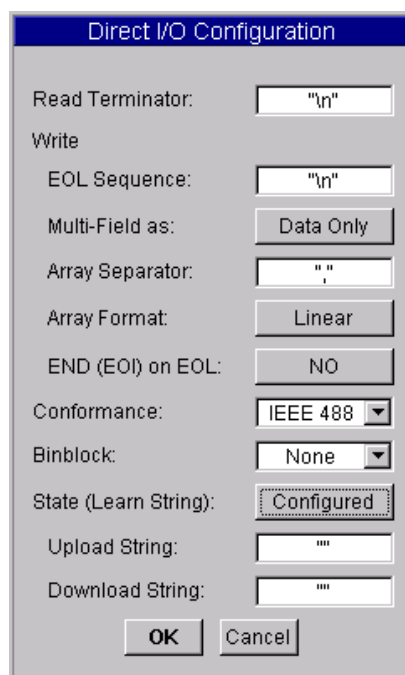 Direct I/O Configuration
Read Terminator: "\n"
Write
EOL Sequence: "\n"
Multi-Field as: Data Only
Array Separator: ","
Array Format: Linear
END (EOI) on EOL: NO
Conformance: IEEE 488
Binblock: None
State (Learn String): Configured
Upload String: ""
Download String: ""
OK Cancel